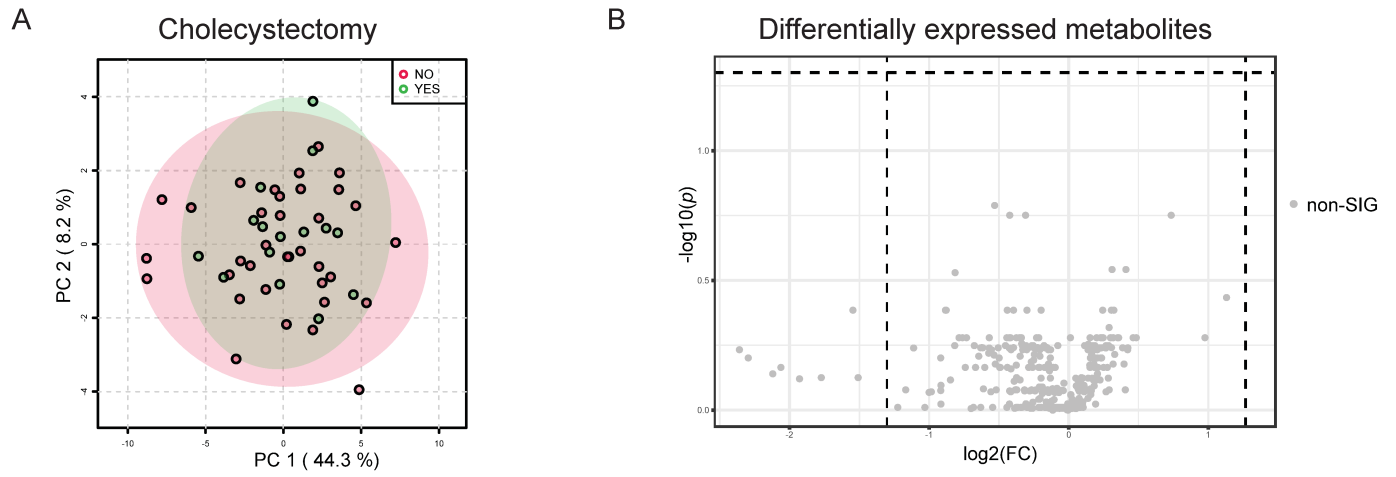 A
Cholecystectomy
NO
YES
4
2
0
-2
-4
PC 2 ( 8.2 %)
-10
-5
0
5
10
PC 1 ( 44.3 %)
B
Differentially expressed metabolites
1.0
0.5
0.0
-log10(p)
-2
-1
0
1
log2(FC)
non-SIG